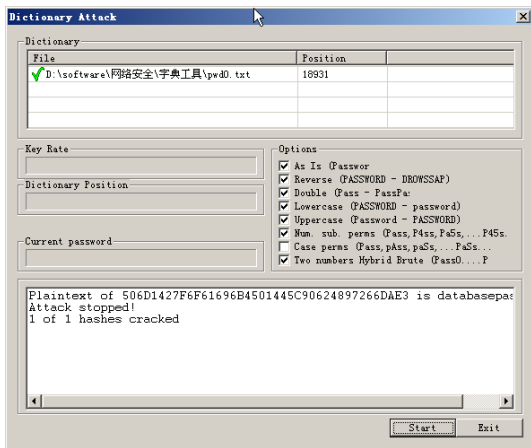 Dictionary Attack
Dictionary
File Position
D:\software\网络安全\字典工具\pwd0.txt 18931
Key Rate
Dictionary Position
Current password
Options
As Is (Passwor
Reverse (PASSWORD - DROWSSAP)
Double (Pass - PassPa
Lowercase (PASSWORD - password)
Uppercase (Password - PASSWORD)
Num. sub. perms (Pass,P4ss,Pa5s,...P45s.
Case perms (Pass,pAss,paSs,...PaSs...
Two numbers Hybrid Brute (Pass0....P
Plaintext of 506D1427F6F61696B4501445C90624897266DAE3 is databasepas
Attack stopped!
1 of 1 hashes cracked
Start Exit